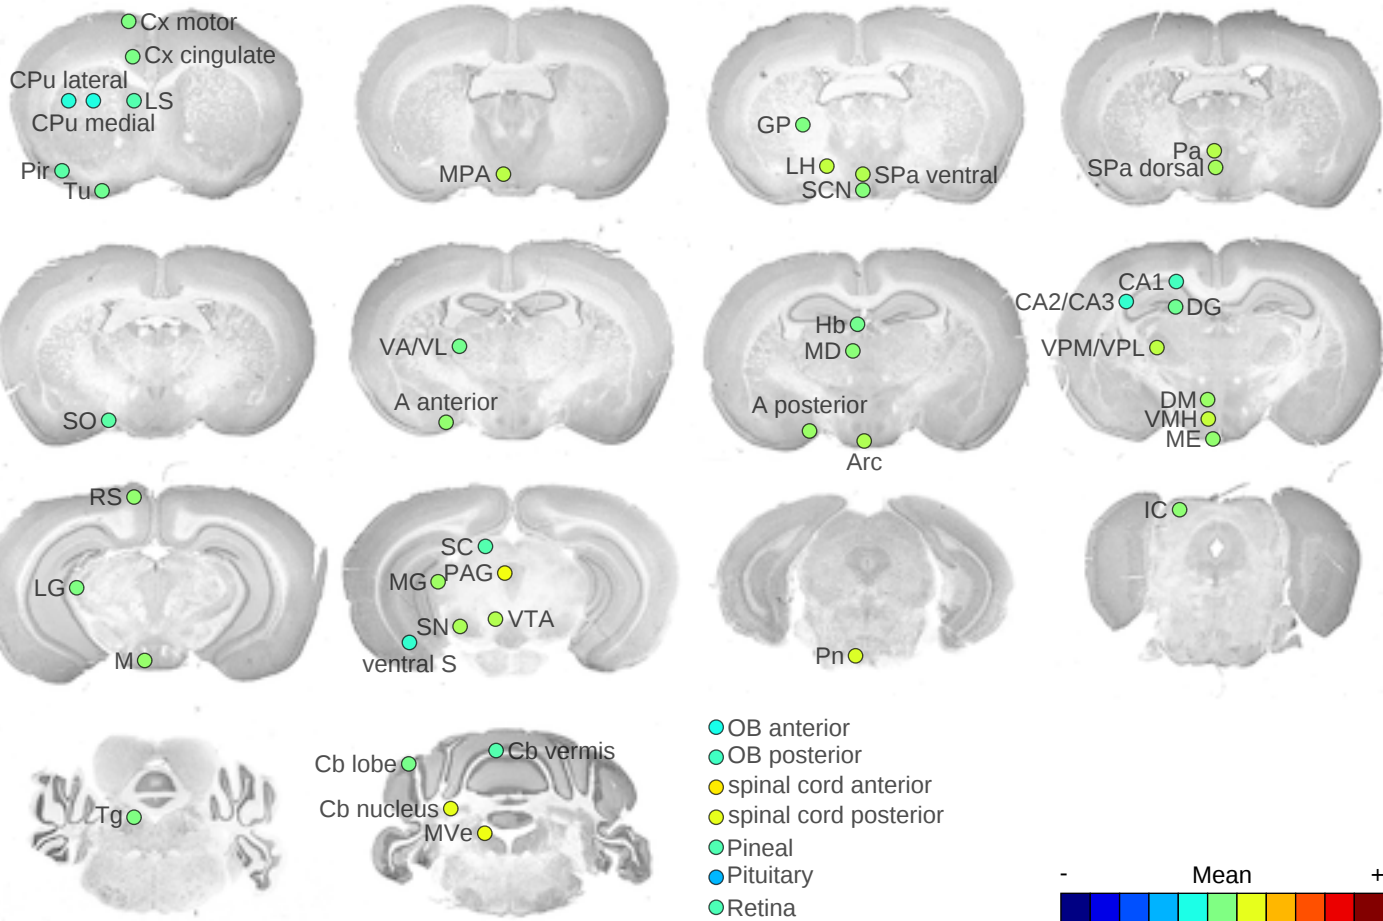 Cx motor
Cx cingulate
CPu lateral
LS
CPu medial
Pir
Tu
MPA
GP
LH
SPa ventral
SCN
Pa
SPa dorsal
SO
VA/VL
A anterior
Hb
MD
A posterior
Arc
CA1
CA2/CA3
DG
VPM/VPL
DM
VMH
ME
RS
LG
M
SC
PAG
MG
VTA
SN
ventral S
Pn
IC
Tg
Cb vermis
Cb lobe
Cb nucleus
MVe
OB anterior
OB posterior
spinal cord anterior
spinal cord posterior
Pineal
Pituitary
Retina
- Mean +